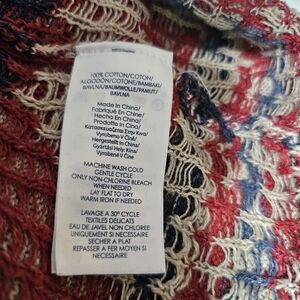 100% COTTON/COTON/
ALGODÓN/COTONE/BAMBAKI/
BAVLNA/BAUMWOLLE/PAMUT/
BAVLNA
Made In China/
Fabriqué En Chine/
Hecho En China/
Prodotto In Cina/
Κατασκευάζεται Στην Κίνα/
Vyrobeno V Číně/
Hergestellt In China/
Gyártási Hely: Kína/
Vyrobené V Číne
MACHINE WASH COLD
GENTLE CYCLE
ONLY NON-CHLORINE BLEACH
WHEN NEEDED
LAY FLAT TO DRY
WARM IRON IF NEEDED
LAVAGE A 30° CYCLE
TEXTILES DELICATS
EAU DE JAVEL NON CHLOREE
UNIQUEMENT SI NECESSAIRE
SECHER A PLAT
REPASSER A FER MOYEN SI
NECESSAIRE